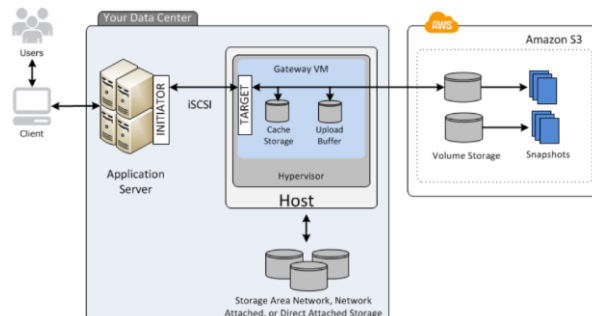 Your Data Center
AWS
Users
Amazon S3
Gateway VM
INITIATOR
iSCSI
TARGET
Client
Cache
Storage
Upload
Buffer
Volume Storage
Snapshots
Application
Server
Hypervisor
Host
Storage Area Network, Network
Attached, or Direct Attached Storage